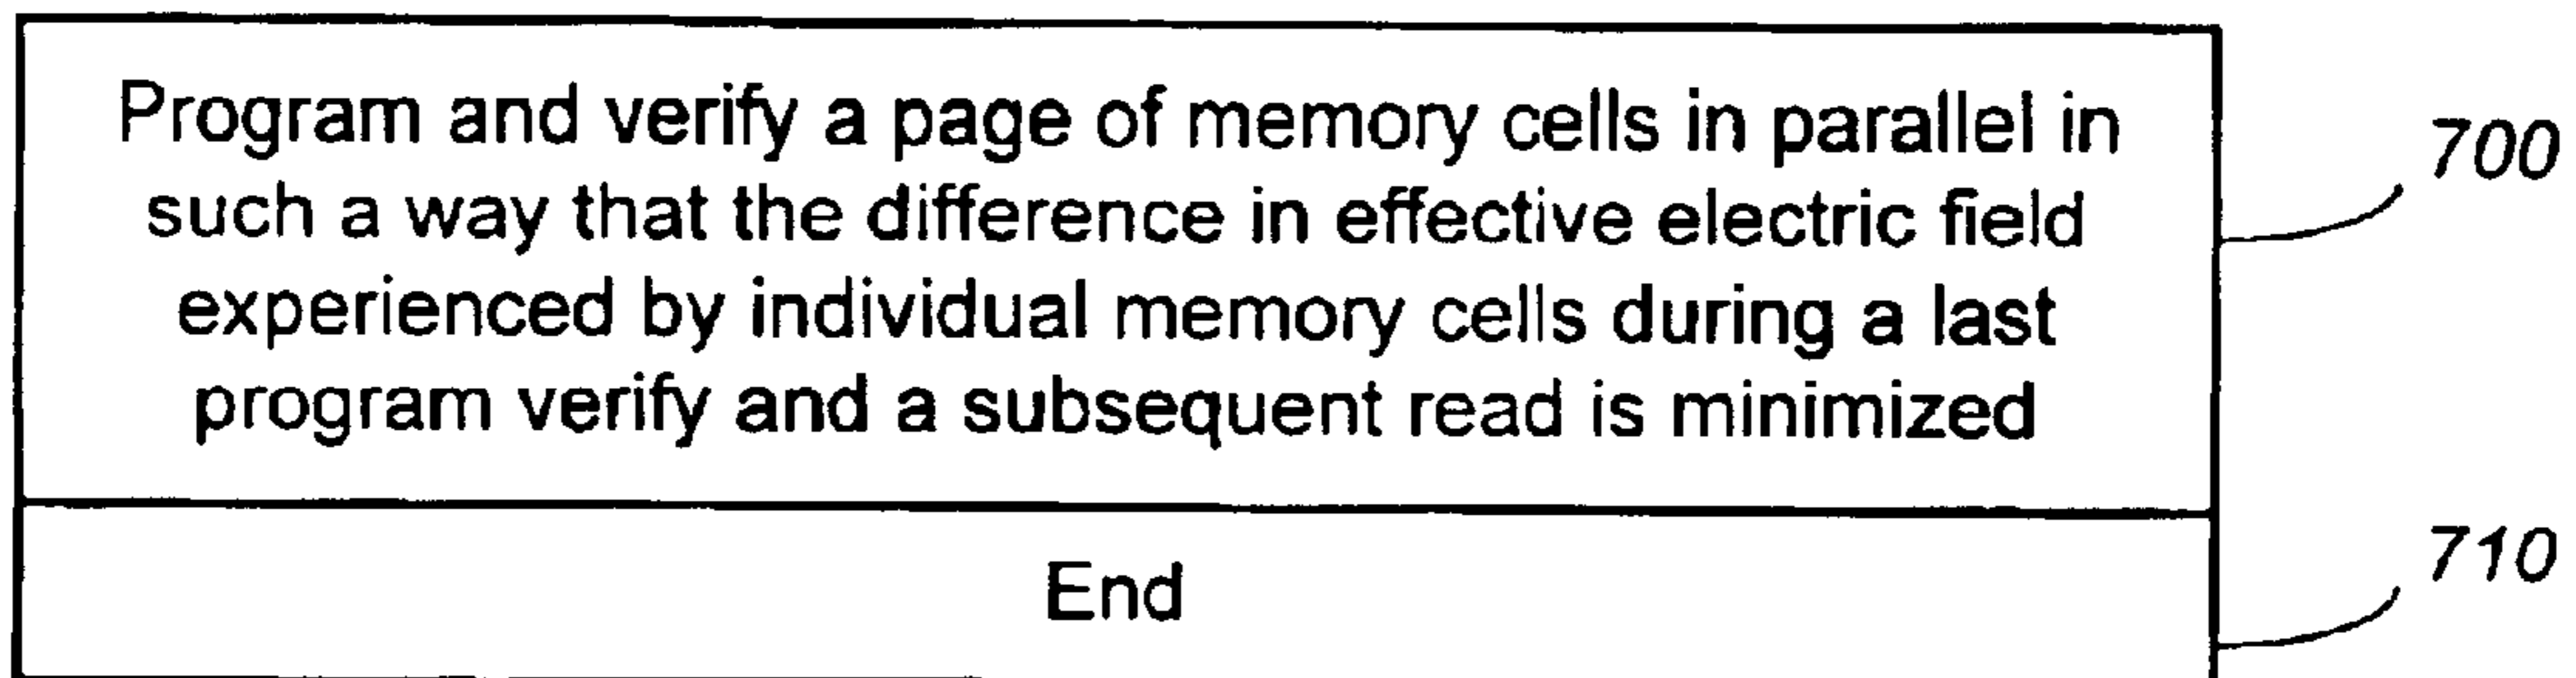 Program and verify a page of memory cells in parallel in
such a way that the difference in effective electric field
experienced by individual memory cells during a last
program verify and a subsequent read is minimized
700
End
710